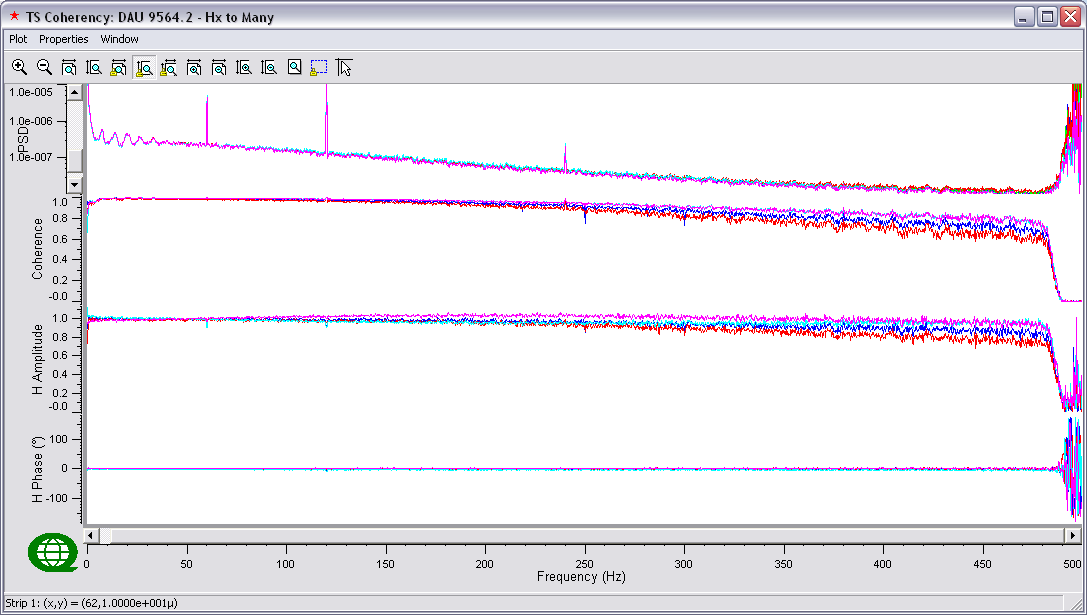 TS Coherency: DAU 9564.2 - Hx to Many
Plot Properties Window
1.0e-005
1.0e-006
1.0e-007
PSD
1.0
0.8
0.6
0.4
0.2
-0.0
Coherence
1.0
0.8
0.6
0.4
0.2
-0.0
H Amplitude
100
0
-100
H Phase (°)
0 50 100 150 200 250 300 350 400 450 500
Frequency (Hz)
Strip 1: (x,y) = (62,1.0000e+001µ)